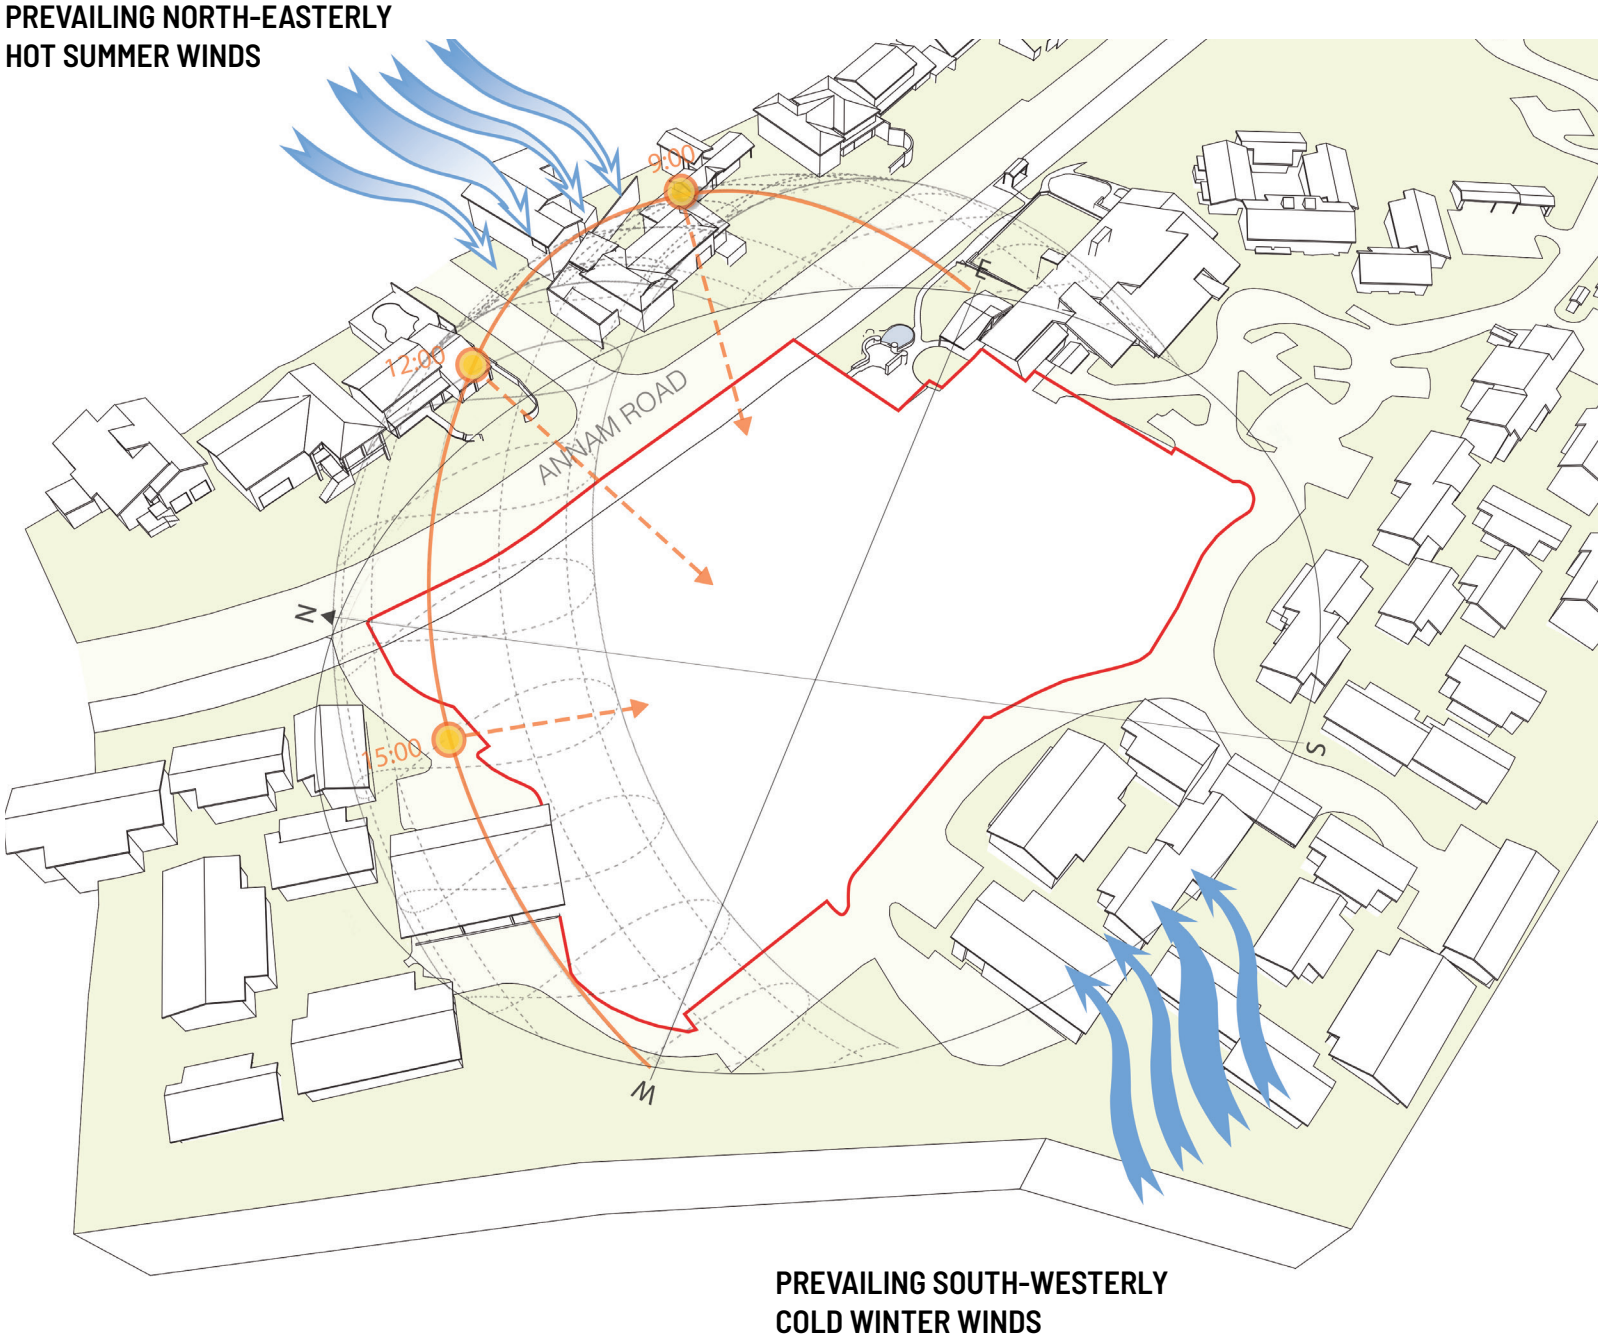 PREVAILING NORTH-EASTERLY
HOT SUMMER WINDS
9:00
E
12:00
ANNAM ROAD
N
15:00
S
W
PREVAILING SOUTH-WESTERLY
COLD WINTER WINDS